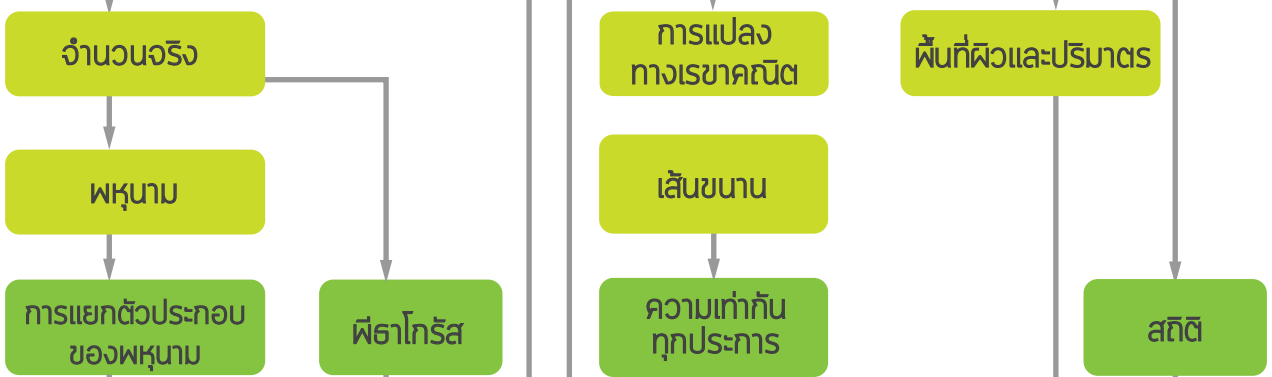 จำนวนจริง
การแปลง
ทางเรขาคณิต
พื้นที่ผิวและปริมาตร
พหุนาม
เส้นขนาน
การแยกตัวประกอบ
ของพหุนาม
พีธาโกรัส
ความเท่ากัน
ทุกประการ
สถิติ